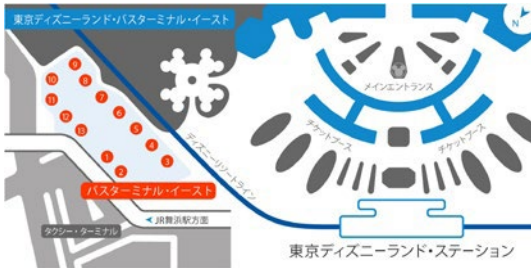 東京ディズニーランド・バスターミナル・イースト
N
9
10
8
11
7
12
6
13
5
4
1
3
2
メインエントランス
チケットブース
チケットブース
ディズニーリゾートライン
バスターミナル・イースト
JR舞浜駅方面
タクシー・ターミナル
東京ディズニーランド・ステーション